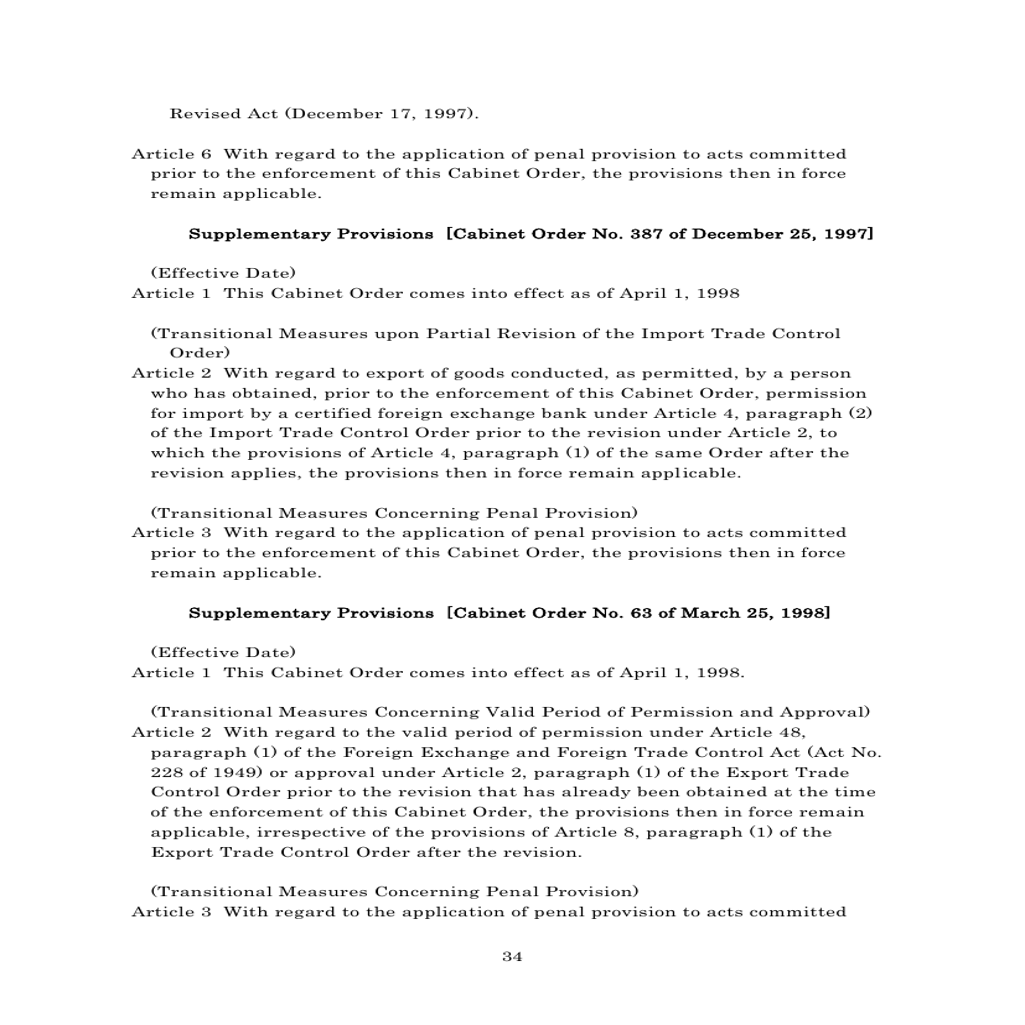 Revised Act (December 17, 1997).
Article 6 With regard to the application of penal provision to acts committed
prior to the enforcement of this Cabinet Order, the provisions then in force
remain applicable.
Supplementary Provisions [Cabinet Order No. 387 of December 25, 1997]
(Effective Date)
Article 1 This Cabinet Order comes into effect as of April 1, 1998
(Transitional Measures upon Partial Revision of the Import Trade Control
Order)
Article 2 With regard to export of goods conducted, as permitted, by a person
who has obtained, prior to the enforcement of this Cabinet Order, permission
for import by a certified foreign exchange bank under Article 4, paragraph (2)
of the Import Trade Control Order prior to the revision under Article 2, to
which the provisions of Article 4, paragraph (1) of the same Order after the
revision applies, the provisions then in force remain applicable.
(Transitional Measures Concerning Penal Provision)
Article 3 With regard to the application of penal provision to acts committed
prior to the enforcement of this Cabinet Order, the provisions then in force
remain applicable.
Supplementary Provisions [Cabinet Order No. 63 of March 25, 1998]
(Effective Date)
Article 1 This Cabinet Order comes into effect as of April 1, 1998.
(Transitional Measures Concerning Valid Period of Permission and Approval)
Article 2 With regard to the valid period of permission under Article 48,
paragraph (1) of the Foreign Exchange and Foreign Trade Control Act (Act No.
228 of 1949) or approval under Article 2, paragraph (1) of the Export Trade
Control Order prior to the revision that has already been obtained at the time
of the enforcement of this Cabinet Order, the provisions then in force remain
applicable, irrespective of the provisions of Article 8, paragraph (1) of the
Export Trade Control Order after the revision.
(Transitional Measures Concerning Penal Provision)
Article 3 With regard to the application of penal provision to acts committed
34